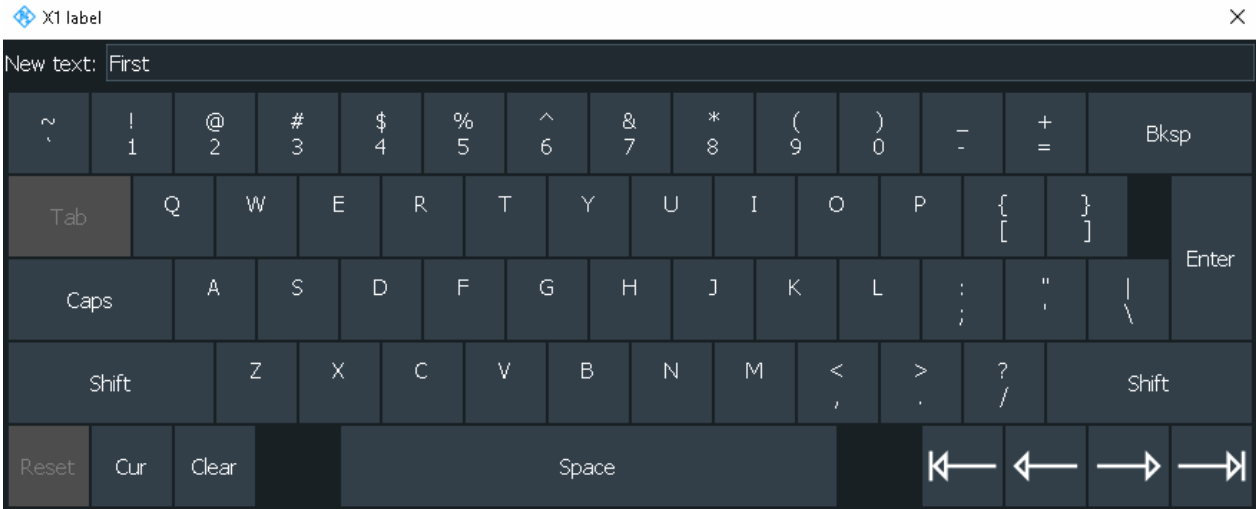 X1 label
New text: First
~ ! @ # $ % ^ & * ( ) _ +
` 1 2 3 4 5 6 7 8 9 0 - = Bksp
Tab Q W E R T Y U I O P { }
[ ]
Enter
Caps A S D F G H J K L : " |
; ' \
Shift Z X C V B N M < > ? Shift
, . /
Reset Cur Clear Space